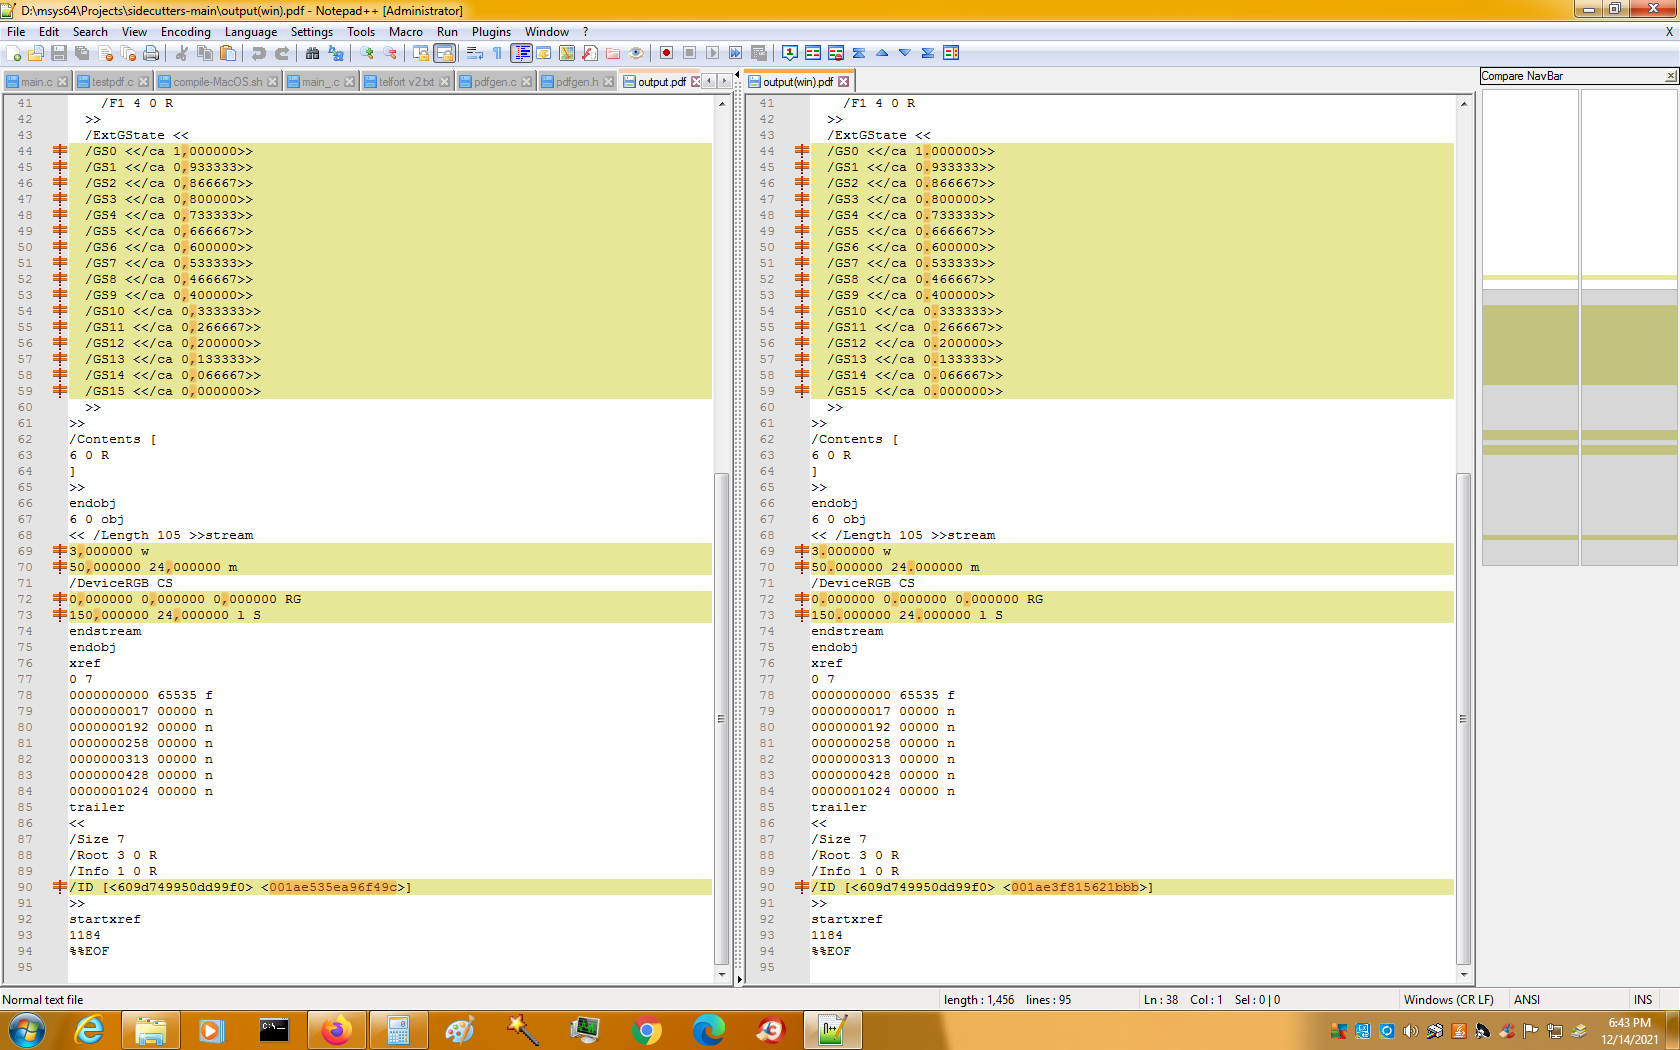 D:\msys64\Projects\sidecutters-main\output(win).pdf - Notepad++ [Administrator]
File Edit Search View Encoding Language Settings Tools Macro Run Plugins Window ? X
main.c testpdf.c compile-MacOS.sh main_.c telfort v2.txt pdfgen.c pdfgen.h output.pdf
output(win).pdf
Compare NavBar
41 /F1 4 0 R
42 >>
43 /ExtGState <<
44 /GS0 <</ca 1,000000>>
45 /GS1 <</ca 0,933333>>
46 /GS2 <</ca 0,866667>>
47 /GS3 <</ca 0,800000>>
48 /GS4 <</ca 0,733333>>
49 /GS5 <</ca 0,666667>>
50 /GS6 <</ca 0,600000>>
51 /GS7 <</ca 0,533333>>
52 /GS8 <</ca 0,466667>>
53 /GS9 <</ca 0,400000>>
54 /GS10 <</ca 0,333333>>
55 /GS11 <</ca 0,266667>>
56 /GS12 <</ca 0,200000>>
57 /GS13 <</ca 0,133333>>
58 /GS14 <</ca 0,066667>>
59 /GS15 <</ca 0,000000>>
60 >>
61 >>
62 /Contents [
63 6 0 R
64 ]
65 >>
66 endobj
67 6 0 obj
68 << /Length 105 >>stream
69 3,000000 w
70 50,000000 24,000000 m
71 /DeviceRGB CS
72 0,000000 0,000000 0,000000 RG
73 150,000000 24,000000 l S
74 endstream
75 endobj
76 xref
77 0 7
78 0000000000 65535 f
79 0000000017 00000 n
80 0000000192 00000 n
81 0000000258 00000 n
82 0000000313 00000 n
83 0000000428 00000 n
84 0000001024 00000 n
85 trailer
86 <<
87 /Size 7
88 /Root 3 0 R
89 /Info 1 0 R
90 /ID [<609d749950dd99f0> <001ae535ea96f49c>]
91 >>
92 startxref
93 1184
94 %%EOF
95
41 /F1 4 0 R
42 >>
43 /ExtGState <<
44 /GS0 <</ca 1.000000>>
45 /GS1 <</ca 0.933333>>
46 /GS2 <</ca 0.866667>>
47 /GS3 <</ca 0.800000>>
48 /GS4 <</ca 0.733333>>
49 /GS5 <</ca 0.666667>>
50 /GS6 <</ca 0.600000>>
51 /GS7 <</ca 0.533333>>
52 /GS8 <</ca 0.466667>>
53 /GS9 <</ca 0.400000>>
54 /GS10 <</ca 0.333333>>
55 /GS11 <</ca 0.266667>>
56 /GS12 <</ca 0.200000>>
57 /GS13 <</ca 0.133333>>
58 /GS14 <</ca 0.066667>>
59 /GS15 <</ca 0.000000>>
60 >>
61 >>
62 /Contents [
63 6 0 R
64 ]
65 >>
66 endobj
67 6 0 obj
68 << /Length 105 >>stream
69 3.000000 w
70 50.000000 24.000000 m
71 /DeviceRGB CS
72 0.000000 0.000000 0.000000 RG
73 150.000000 24.000000 l S
74 endstream
75 endobj
76 xref
77 0 7
78 0000000000 65535 f
79 0000000017 00000 n
80 0000000192 00000 n
81 0000000258 00000 n
82 0000000313 00000 n
83 0000000428 00000 n
84 0000001024 00000 n
85 trailer
86 <<
87 /Size 7
88 /Root 3 0 R
89 /Info 1 0 R
90 /ID [<609d749950dd99f0> <001ae3f815621bbb>]
91 >>
92 startxref
93 1184
94 %%EOF
95
Normal text file length : 1,456 lines : 95 Ln : 38 Col : 1 Sel : 0 | 0 Windows (CR LF) ANSI INS
6:43 PM
12/14/2021